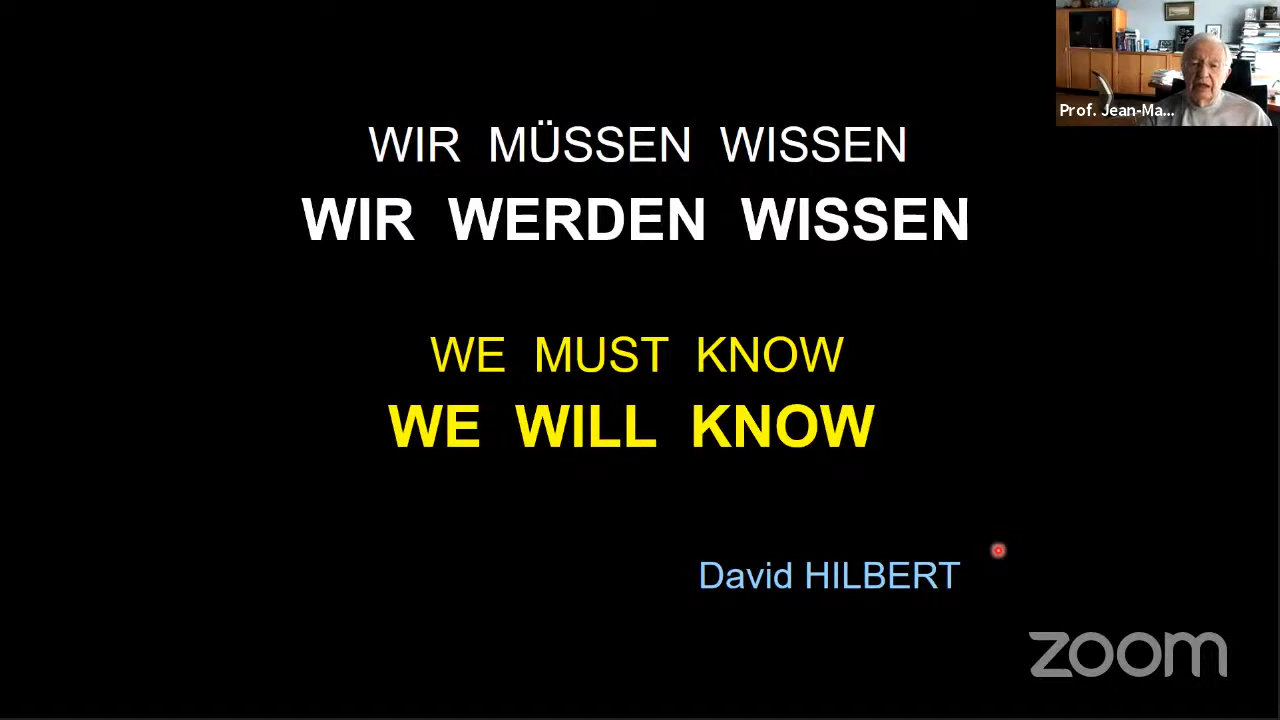 Prof. Jean-Ma...
WIR MÜSSEN WISSEN
WIR WERDEN WISSEN
WE MUST KNOW
WE WILL KNOW
David HILBERT
zoom